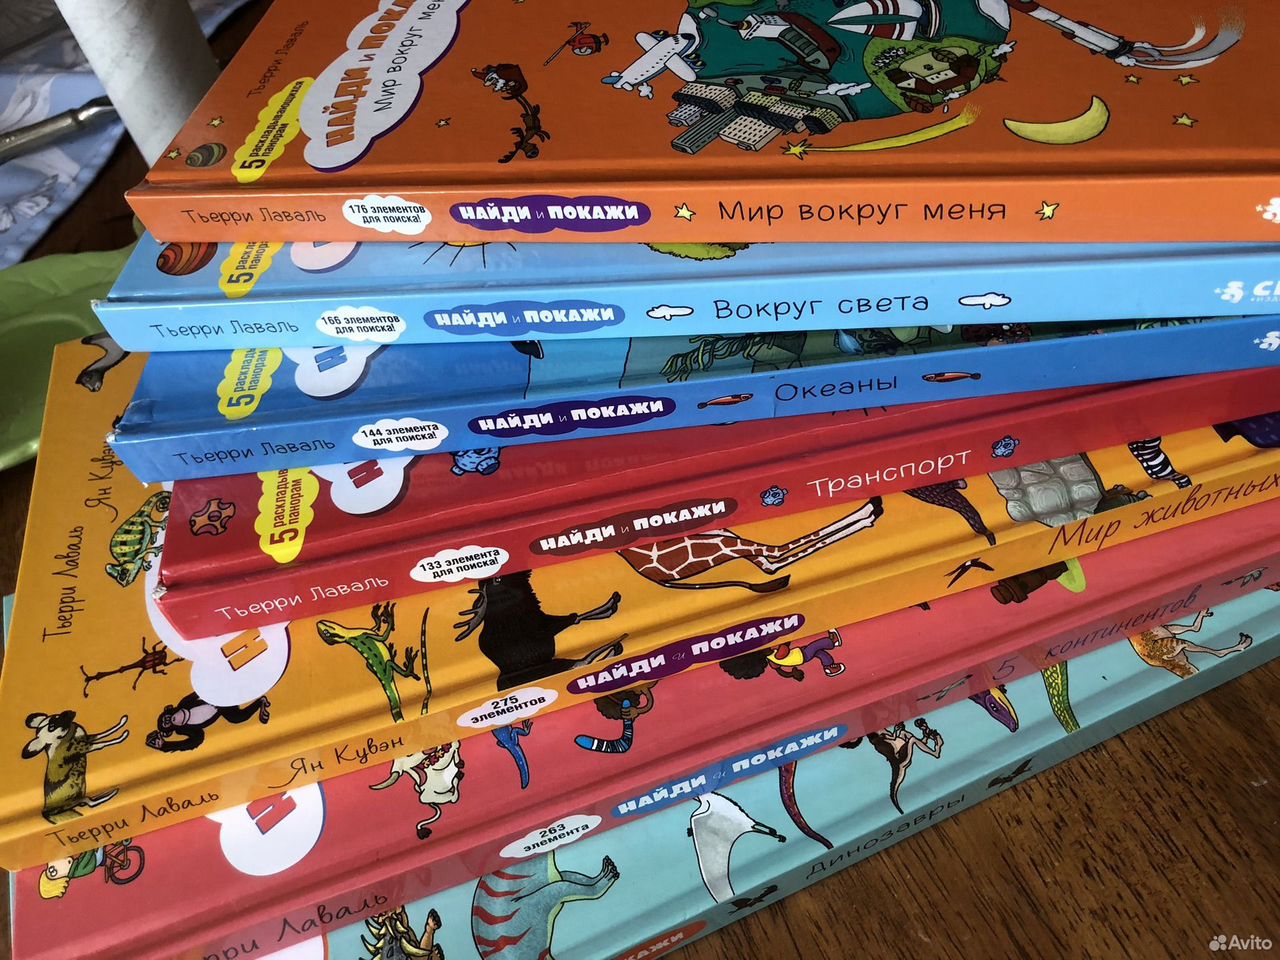 Тьерри Лаваль
5 раскладывающихся
панорам
НАЙДИ И
Мир вокруг
Тьерри Лаваль
176 элементов
для поиска!
НАЙДИ И ПОКАЖИ
Мир вокруг меня
5
Тьерри Лаваль
166 элементов
для поиска!
НАЙДИ И ПОКАЖИ
Вокруг света
5
панорам
Тьерри Лаваль
144 элемента
для поиска!
НАЙДИ И ПОКАЖИ
Океаны
5
панорам
Тьерри Лаваль
133 элемента
для поиска!
НАЙДИ И ПОКАЖИ
Транспорт
Тьерри Лаваль
Ян Кувэн
Тьерри Лаваль
Ян Кувэн
275
элементов
НАЙДИ И ПОКАЖИ
Мир животных
Лаваль
263
элемента
НАЙДИ И ПОКАЖИ
5 континентов
динозавры
Avito